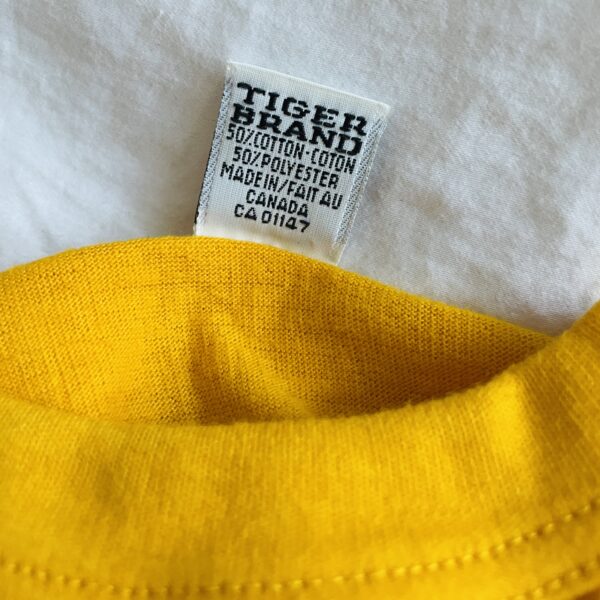 TIGER
BRAND
50%COTTON-COTON
50%POLYESTER
MADE IN/FAIT AU
CANADA
CA 01147